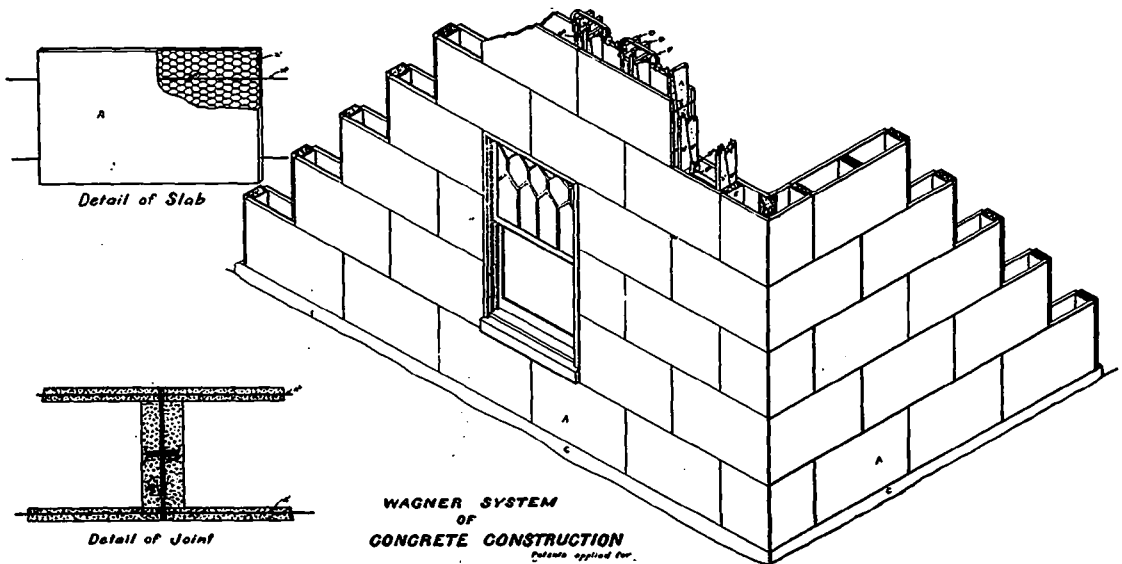 A
Detail of Slab
Detail of Joint
WAGNER SYSTEM
OF
CONCRETE CONSTRUCTION
Patents applied for.
A
C
A
C